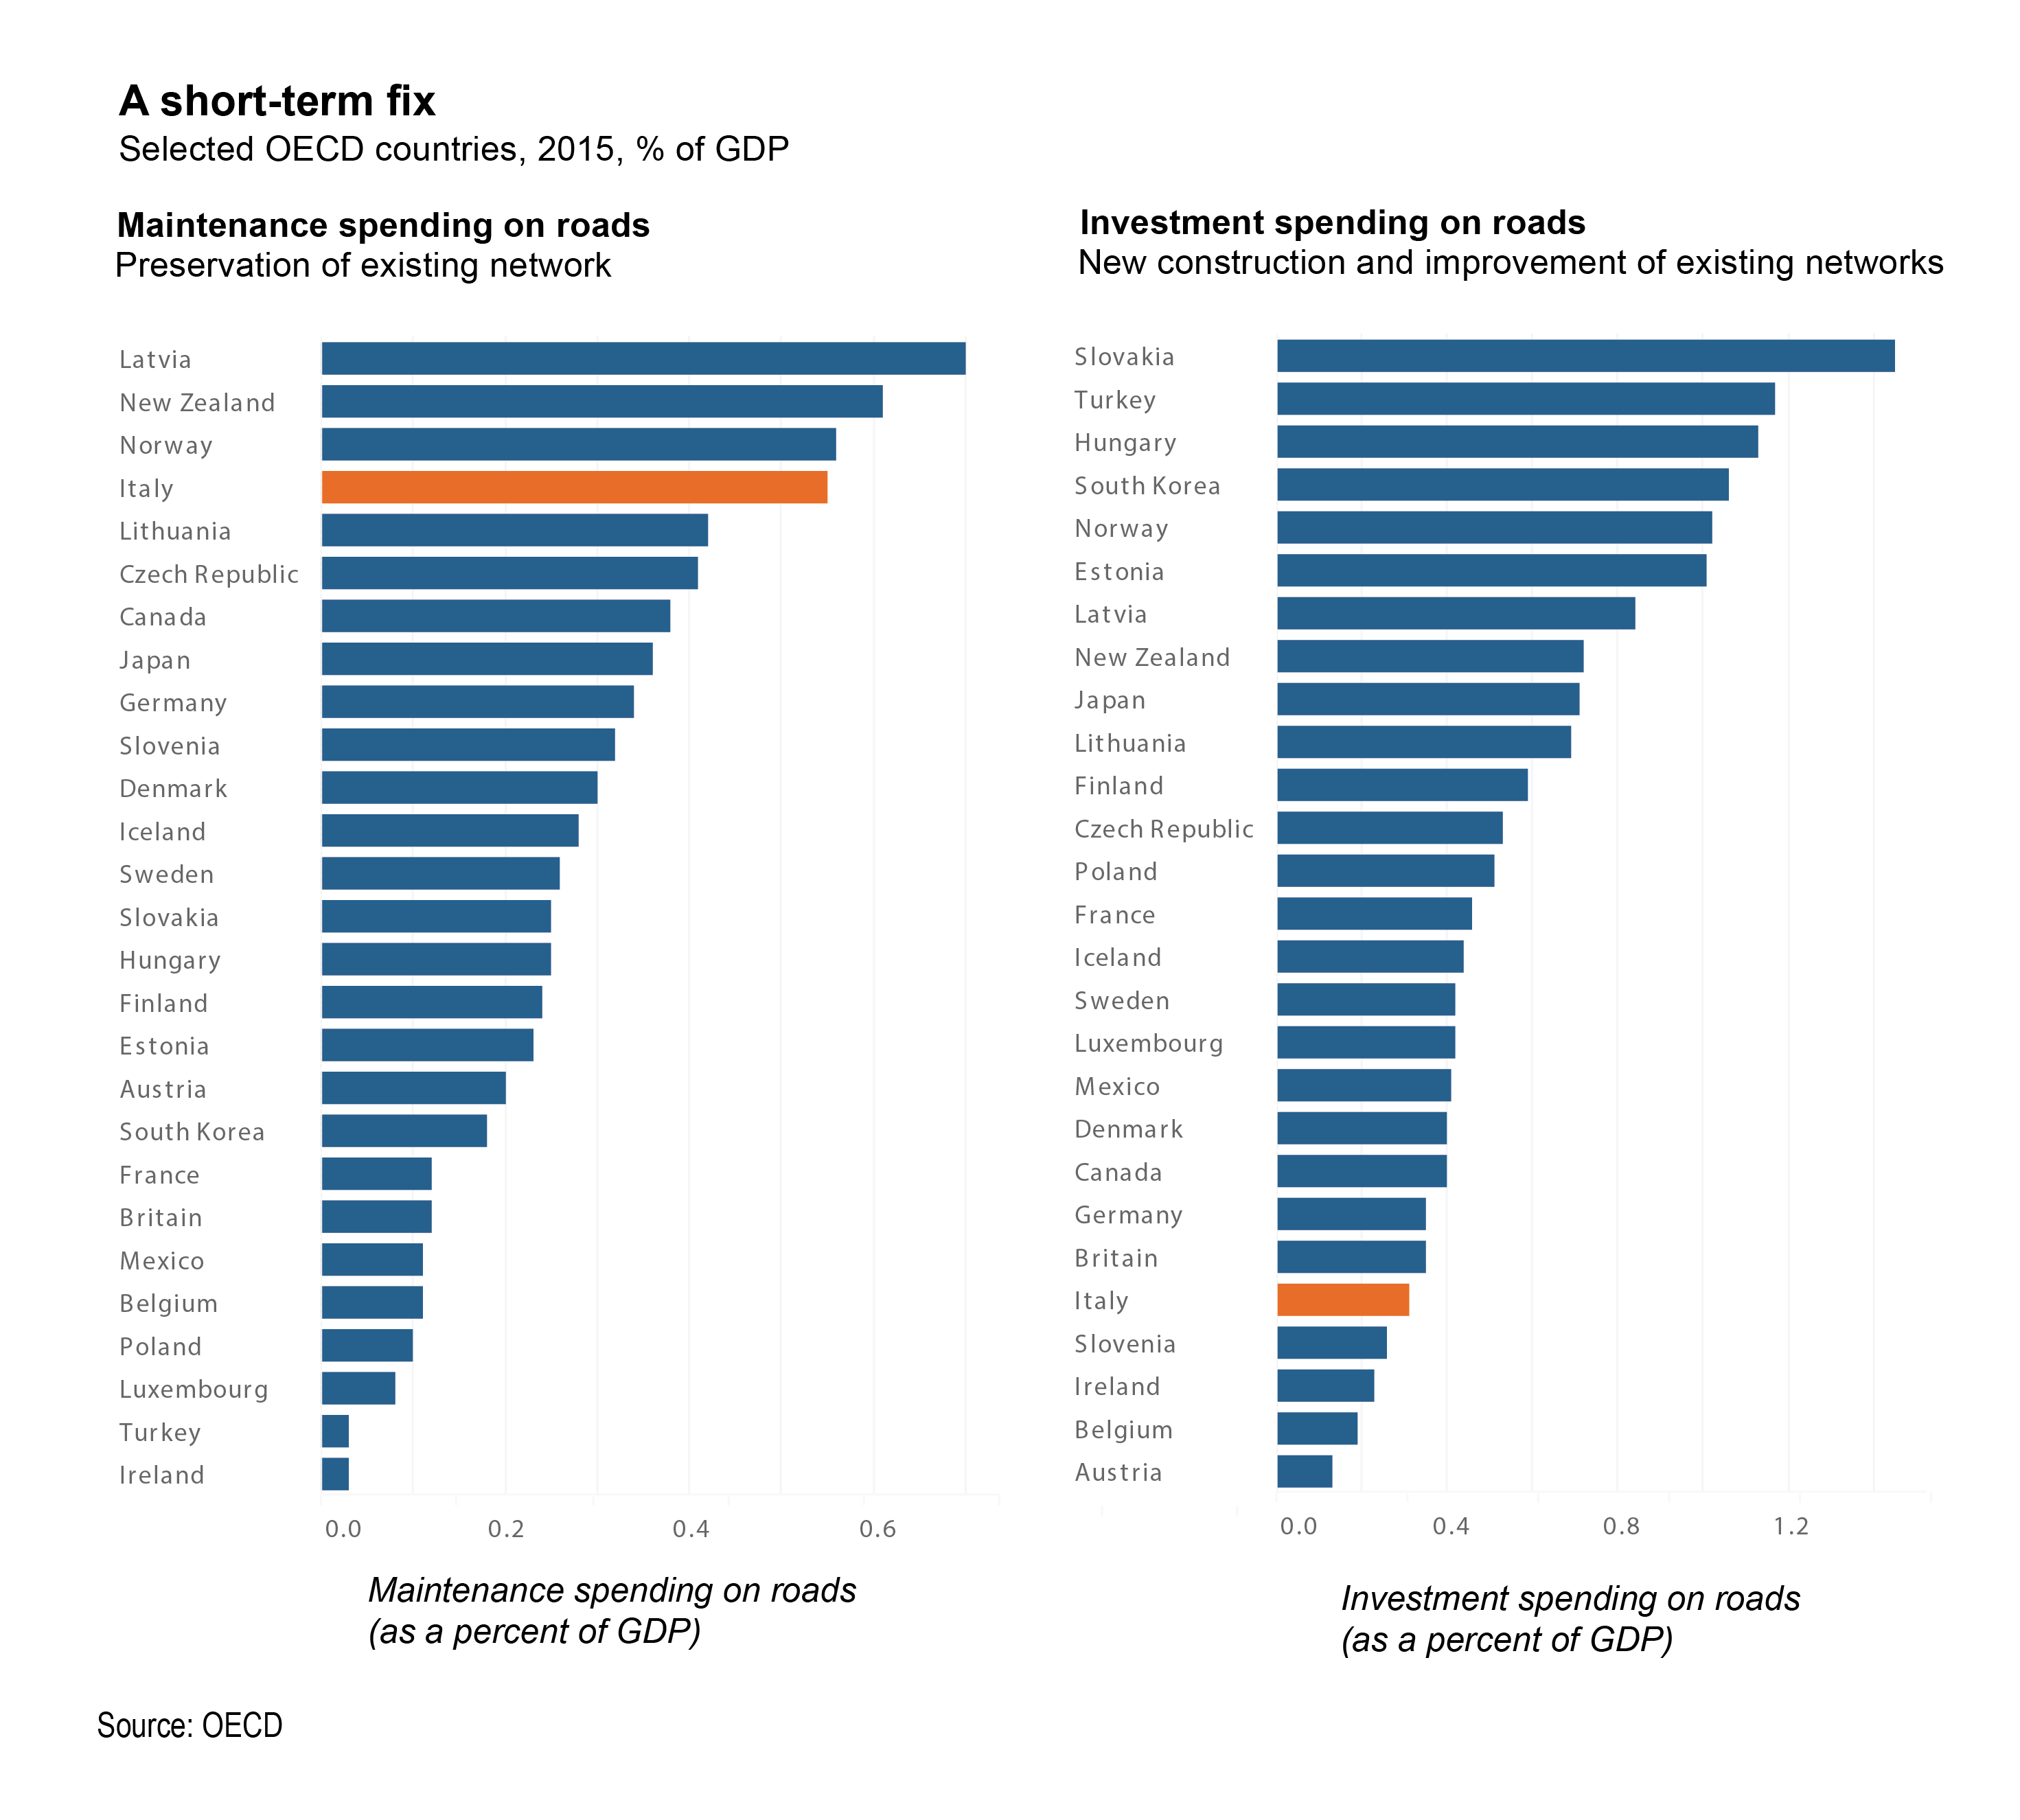 A short-term fix
Selected OECD countries, 2015, % of GDP
Maintenance spending on roads
Preservation of existing network
Latvia
New Zealand
Norway
Italy
Lithuania
Czech Republic
Canada
Japan
Germany
Slovenia
Denmark
Iceland
Sweden
Slovakia
Hungary
Finland
Estonia
Austria
South Korea
France
Britain
Mexico
Belgium
Poland
Luxembourg
Turkey
Ireland
0.0 0.2 0.4 0.6
Maintenance spending on roads
(as a percent of GDP)
Investment spending on roads
New construction and improvement of existing networks
Slovakia
Turkey
Hungary
South Korea
Norway
Estonia
Latvia
New Zealand
Japan
Lithuania
Finland
Czech Republic
Poland
France
Iceland
Sweden
Luxembourg
Mexico
Denmark
Canada
Germany
Britain
Italy
Slovenia
Ireland
Belgium
Austria
0.0 0.4 0.8 1.2
Investment spending on roads
(as a percent of GDP)
Source: OECD